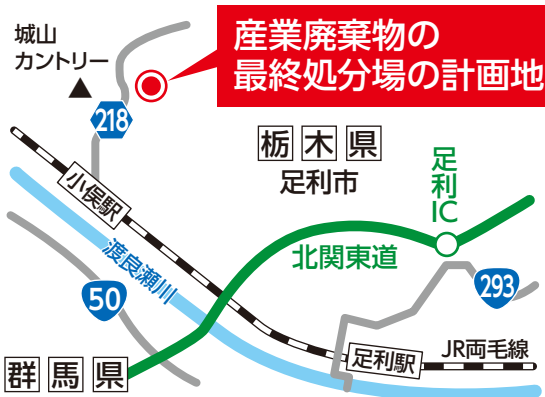 城山
カントリー
産業廃棄物の
最終処分場の計画地
218
栃木県
足利市
足利IC
小俣駅
北関東道
渡良瀬川
50
293
足利駅
JR両毛線
群馬県